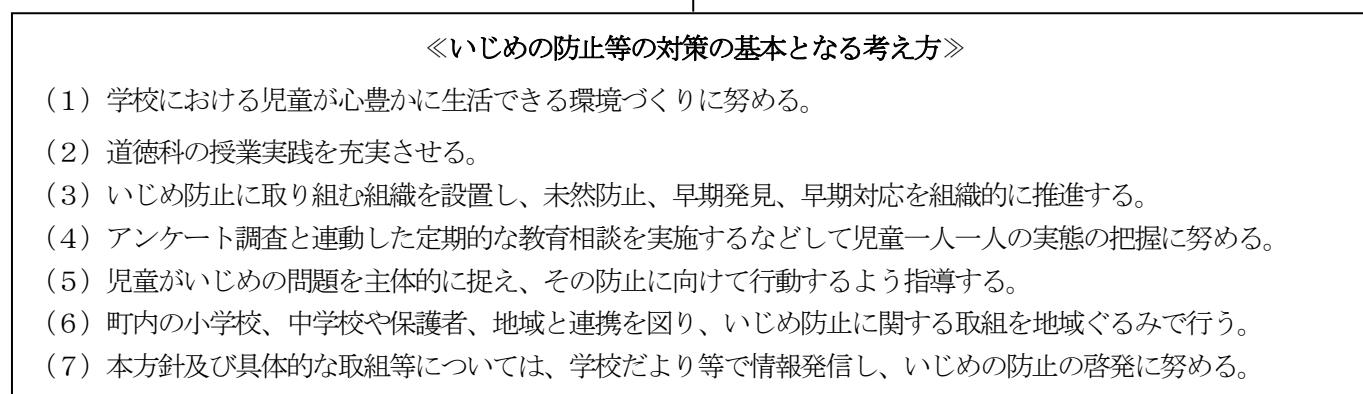 ≪いじめの防止等の対策の基本となる考え方≫
（１）学校における児童が心豊かに生活できる環境づくりに努める。
（２）道徳科の授業実践を充実させる。
（３）いじめ防止に取り組む組織を設置し、未然防止、早期発見、早期対応を組織的に推進する。
（４）アンケート調査と連動した定期的な教育相談を実施するなどして児童一人一人の実態の把握に努める。
（５）児童がいじめの問題を主体的に捉え、その防止に向けて行動するよう指導する。
（６）町内の小学校、中学校や保護者、地域と連携を図り、いじめ防止に関する取組を地域ぐるみで行う。
（７）本方針及び具体的な取組等については、学校だより等で情報発信し、いじめの防止の啓発に努める。